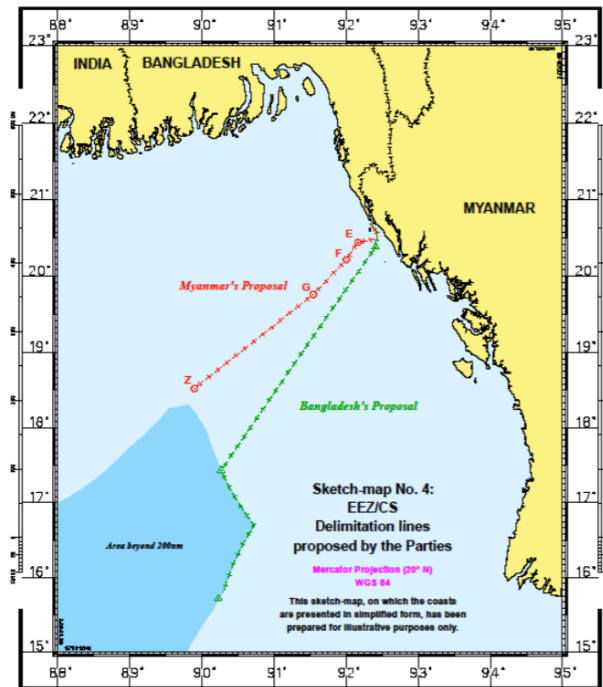 88° 89° 90° 91° 92° 93° 94° 95°
23° 23°
INDIA BANGLADESH
22° 22°
21° 21°
MYANMAR
E
F
20° 20°
Myanmar's Proposal G
19° 19°
Z
Bangladesh's Proposal
18° 18°
Sketch-map No. 4:
EEZ/CS
Delimitation lines
proposed by the Parties
17° 17°
Area beyond 200nm
Mercator Projection (20° N)
WGS 84
16° 16°
This sketch-map, on which the coasts
are presented in simplified form, has been
prepared for illustrative purposes only.
15° 15°
88° 89° 90° 91° 92° 93° 94° 95°